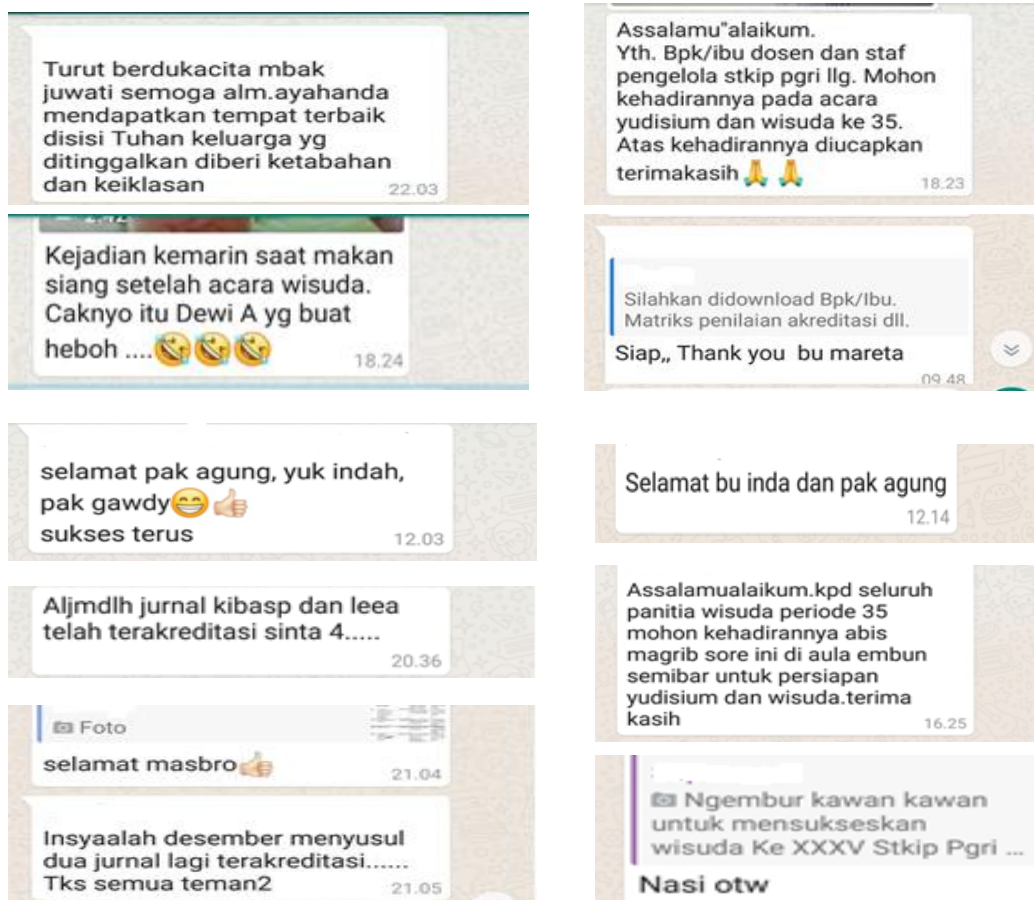 Turut berdukacita mbak
juwati semoga alm.ayahanda
mendapatkan tempat terbaik
disisi Tuhan keluarga yg
ditinggalkan diberi ketabahan
dan keiklasan
22.03
Kejadian kemarin saat makan
siang setelah acara wisuda.
Caknyo itu Dewi A yg buat
heboh ....🤣🤣🤣
18.24
selamat pak agung, yuk indah,
pak gawdy😁👍🏻
sukses terus
12.03
Aljmdlh jurnal kibasp dan leea
telah terakreditasi sinta 4.....
20.36
Foto
selamat masbro👍🏻
21.04
Insyaalah desember menyusul
dua jurnal lagi terakreditasi......
Tks semua teman2
21.05
Assalamu"alaikum.
Yth. Bpk/ibu dosen dan staf
pengelola stkip pgri llg. Mohon
kehadirannya pada acara
yudisium dan wisuda ke 35.
Atas kehadirannya diucapkan
terimakasih🙏 🙏
18.23
Silahkan didownload Bpk/Ibu.
Matriks penilaian akreditasi dll.
Siap,, Thank you bu mareta
09.48
Selamat bu inda dan pak agung
12.14
Assalamualaikum.kpd seluruh
panitia wisuda periode 35
mohon kehadirannya abis
magrib sore ini di aula embun
semibar untuk persiapan
yudisium dan wisuda.terima
kasih
16.25
Ngembur kawan kawan
untuk mensukseskan
wisuda Ke XXXV Stkip Pgri ...
Nasi otw